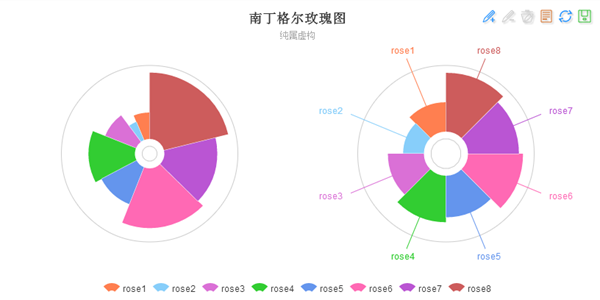 南丁格尔玫瑰图
纯属虚构
rose1
rose8
rose2
rose7
rose3
rose6
rose4
rose5
rose1 rose2 rose3 rose4 rose5 rose6 rose7 rose8